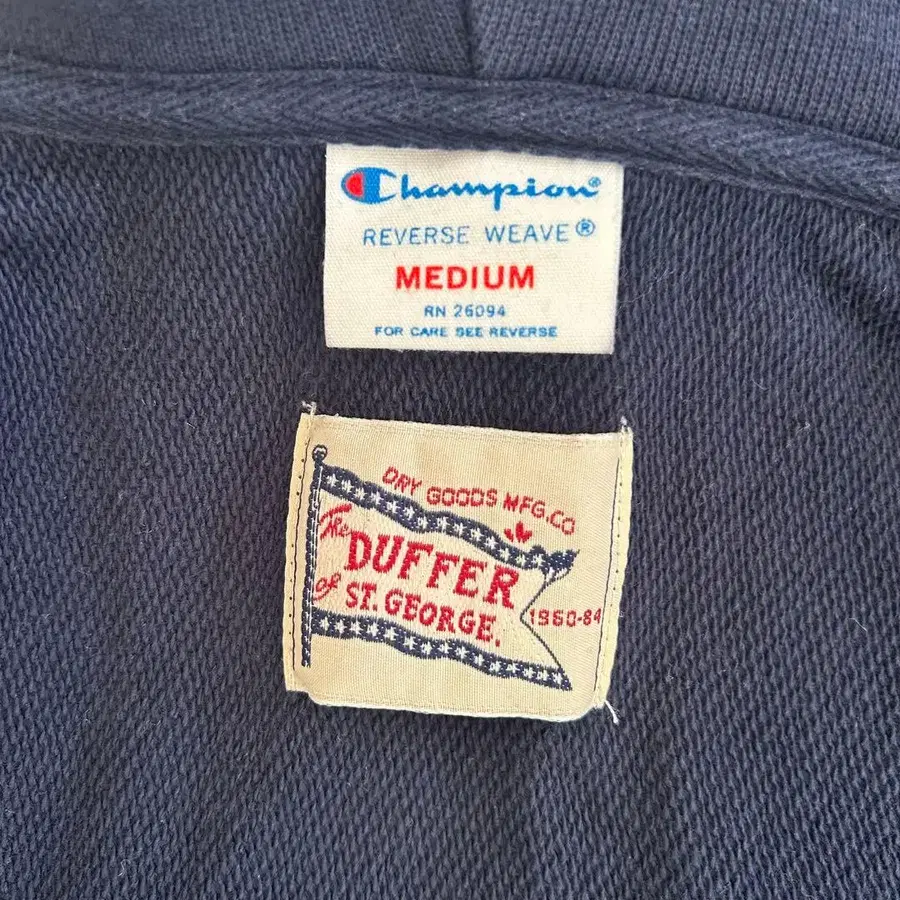 Champion®
REVERSE WEAVE®
MEDIUM
RN 26094
FOR CARE SEE REVERSE
DRY GOODS MFG.CO
The
DUFFER
of ST. GEORGE.
1960-84